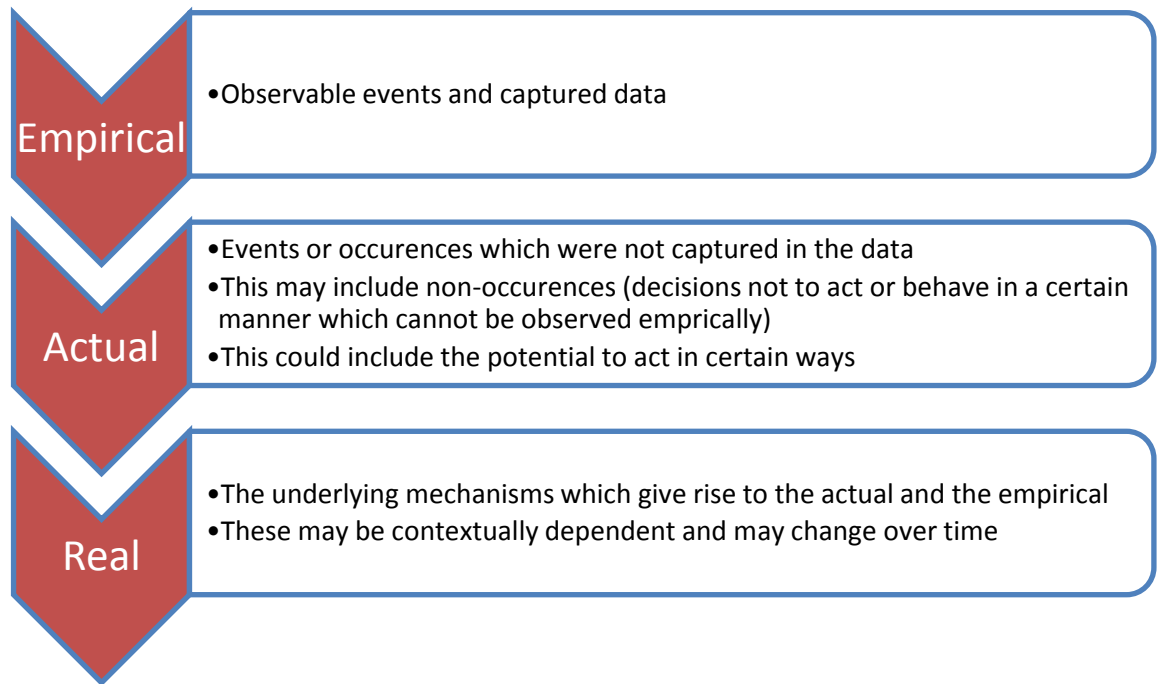 Empirical
•Observable events and captured data
Actual
•Events or occurences which were not captured in the data
•This may include non-occurences (decisions not to act or behave in a certain
manner which cannot be observed emprically)
•This could include the potential to act in certain ways
Real
•The underlying mechanisms which give rise to the actual and the empirical
•These may be contextually dependent and may change over time